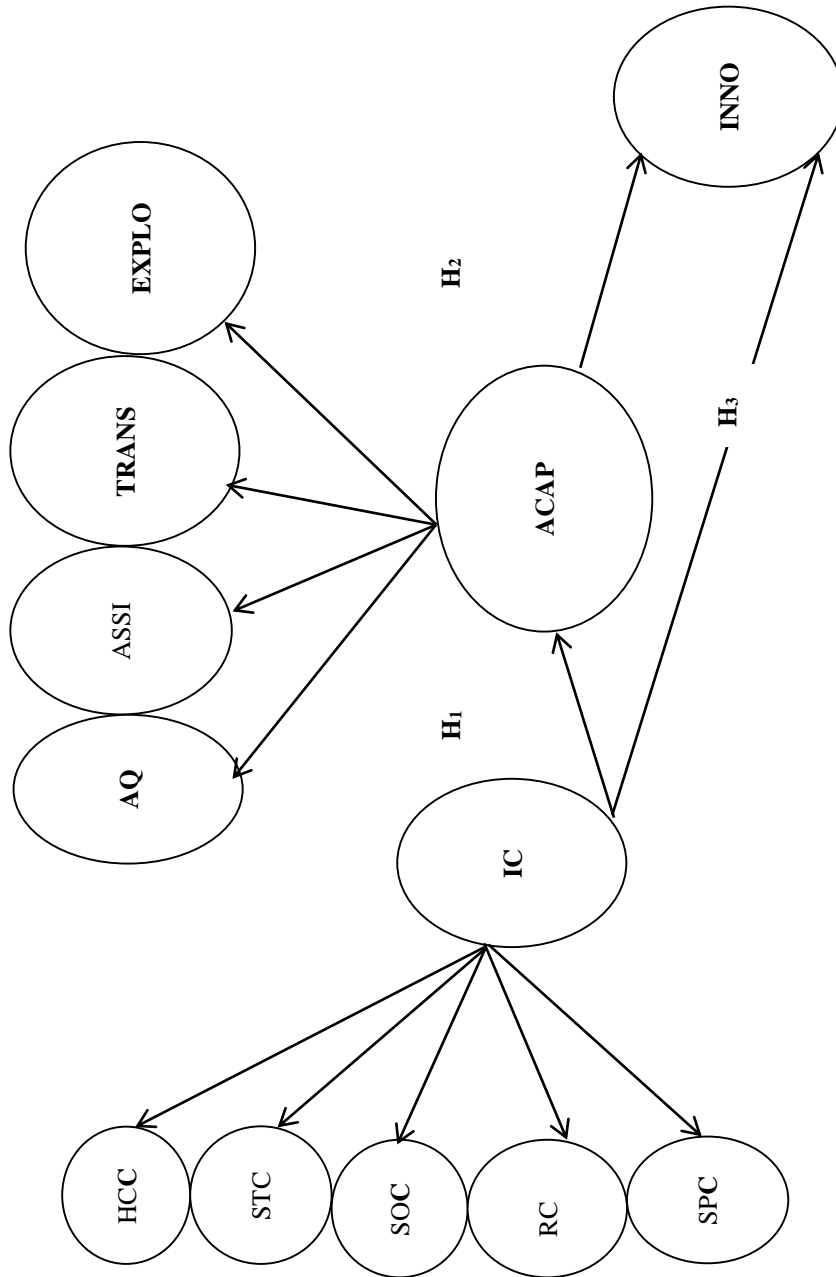 HCC
STC
SOC
RC
SPC
IC
H1
AQ
ASSI
TRANS
EXPLO
ACAP
H2
H3
INNO